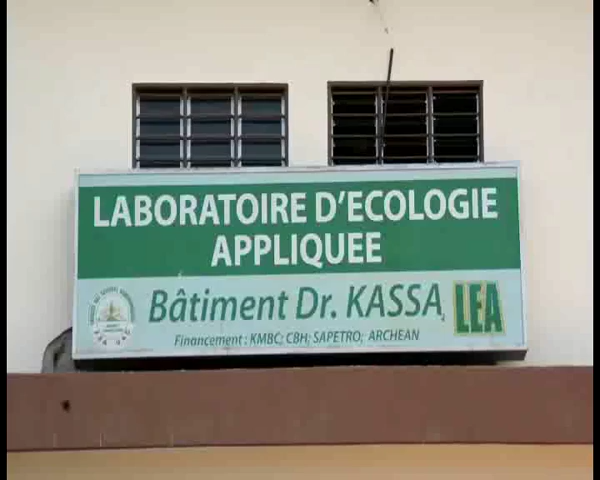 LABORATOIRE D'ECOLOGIE
APPLIQUEE
Bâtiment Dr. KASSA
LEA
Financement : KMBC; CBH; SAPETRO; ARCHEAN